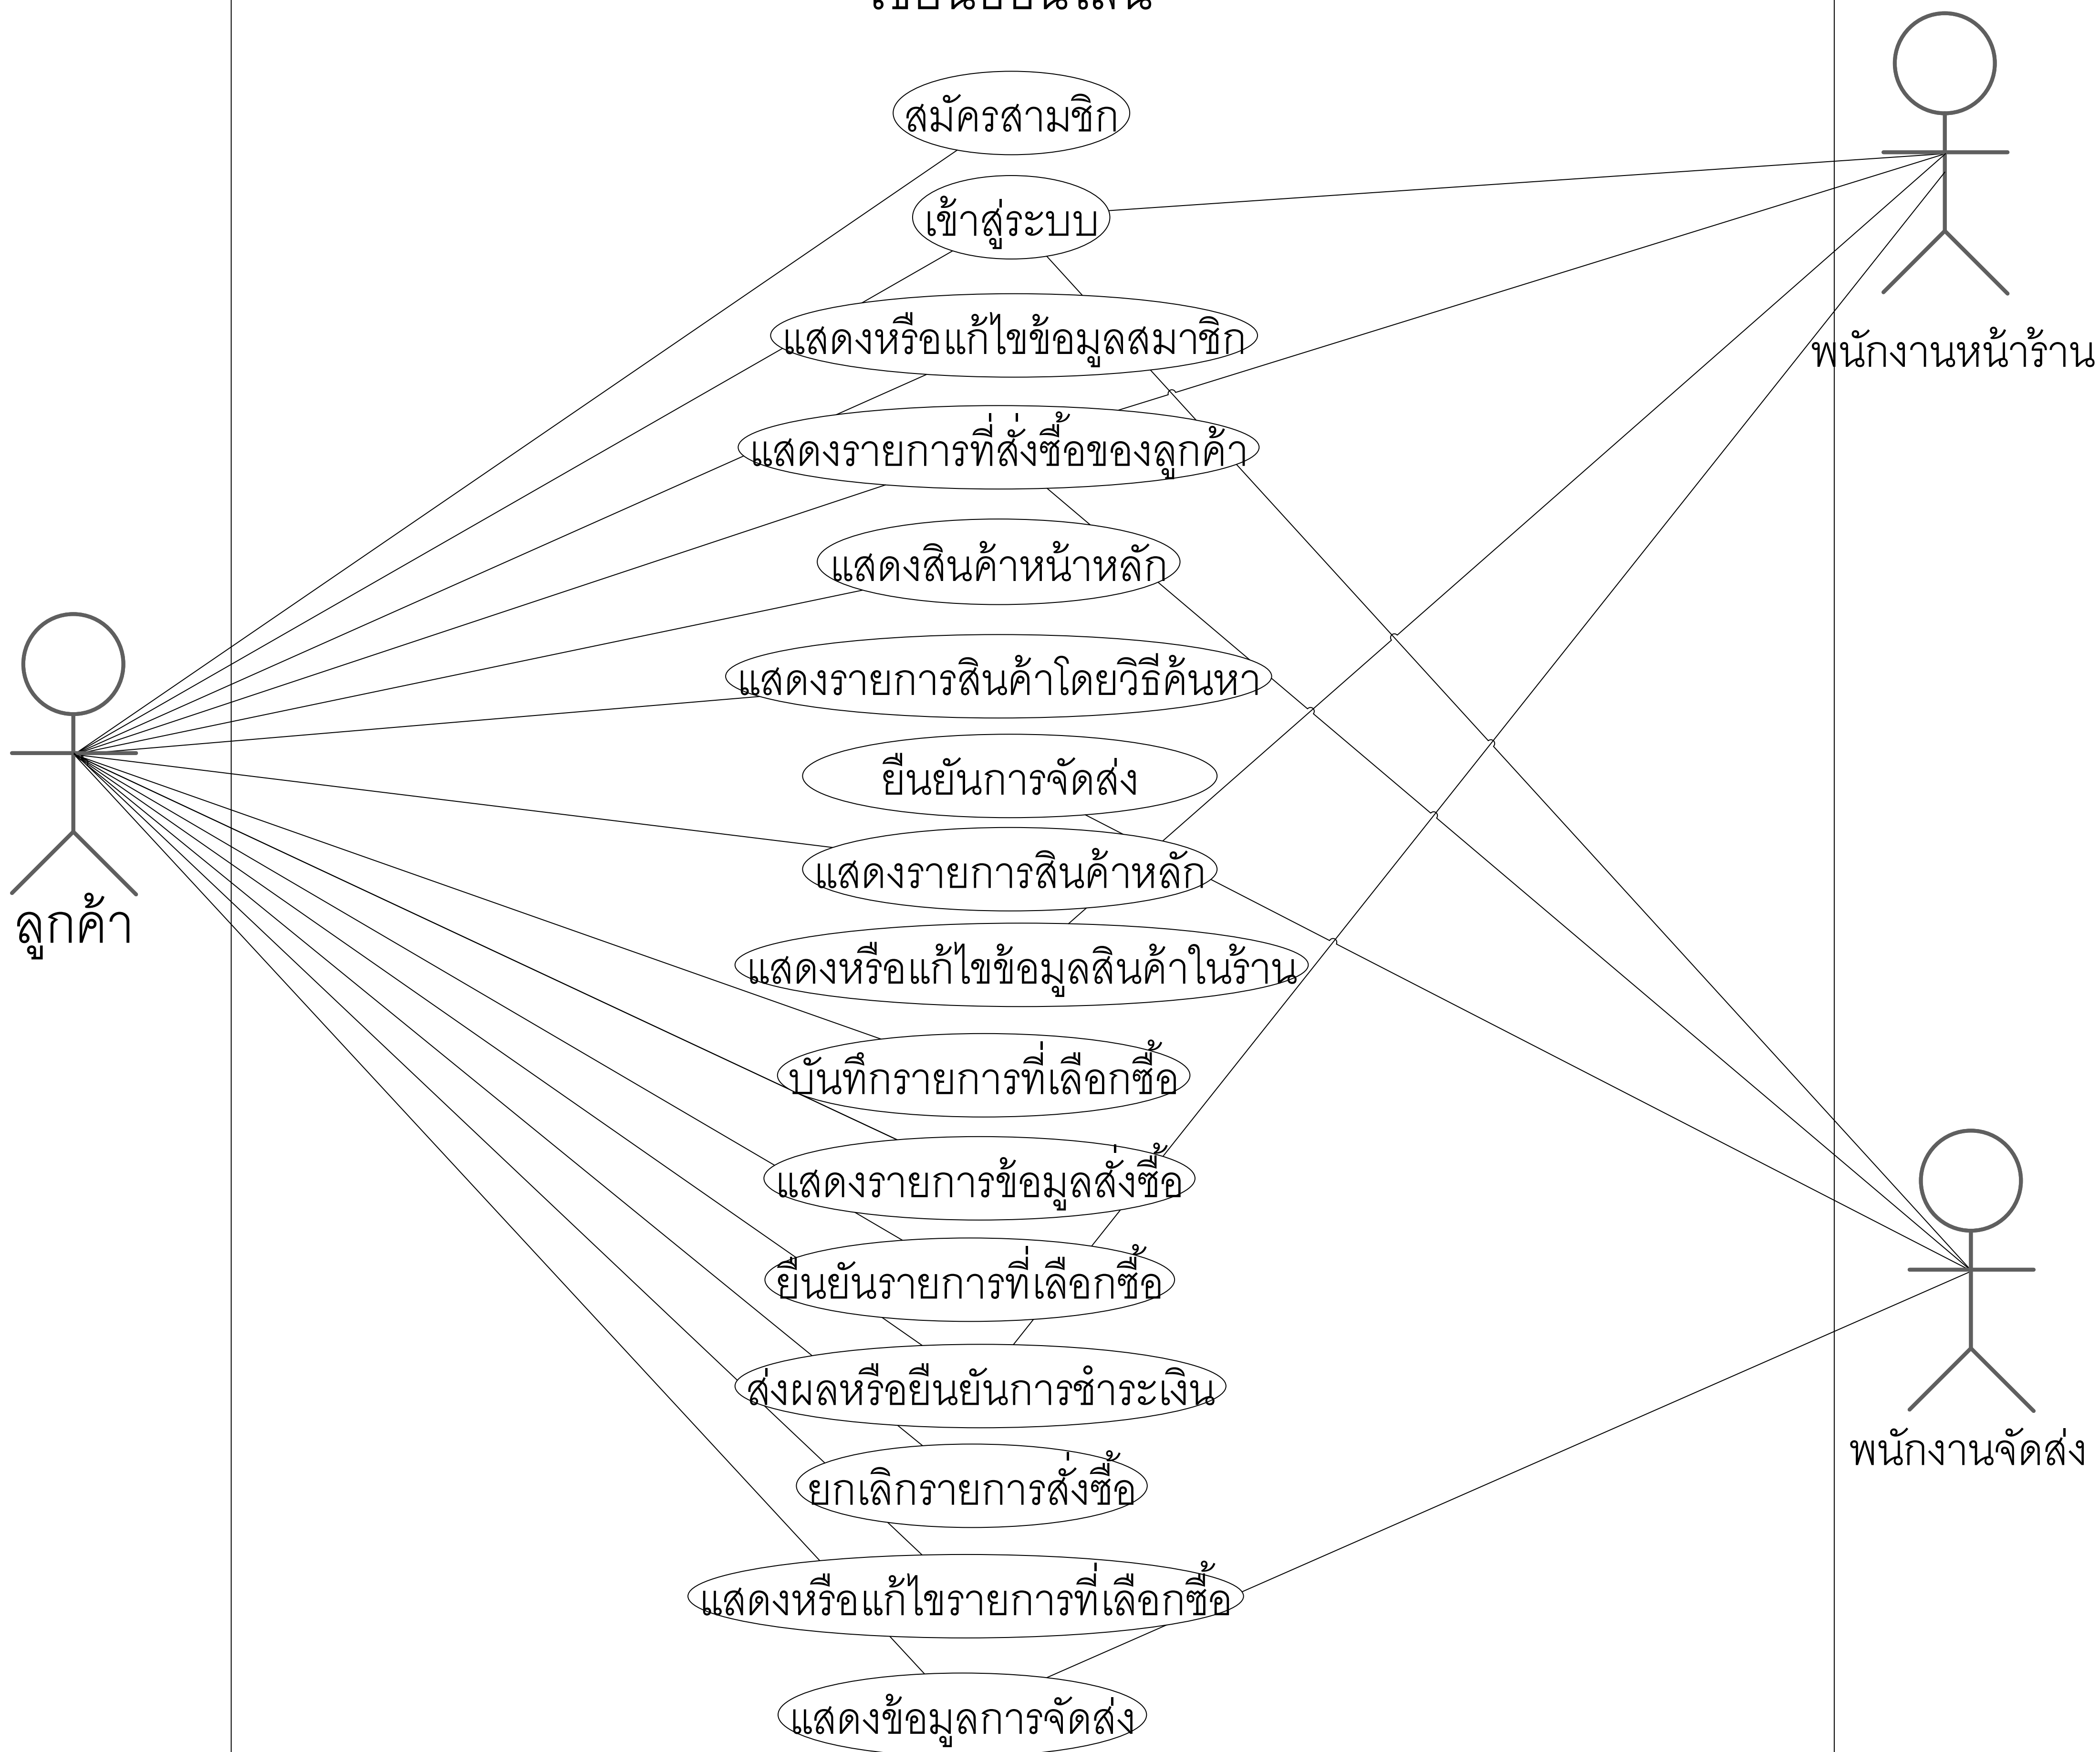 สมัครสามชิก
เข้าสู่ระบบ
แสดงหรือแก้ไขข้อมูลสมาชิก
พนักงานหน้าร้าน
แสดงรายการที่สั่งซื้อของลูกค้า
แสดงสินค้าหน้าหลัก
แสดงรายการสินค้าโดยวิธีค้นหา
ยืนยันการจัดส่ง
แสดงรายการสินค้าหลัก
ลูกค้า
แสดงหรือแก้ไขข้อมูลสินค้าในร้าน
บันทึกรายการที่เลือกซื้อ
แสดงรายการข้อมูลสั่งซื้อ
ยืนยันรายการที่เลือกซื้อ
ส่งผลหรือยืนยันการชำระเงิน
พนักงานจัดส่ง
ยกเลิกรายการสั่งซื้อ
แสดงหรือแก้ไขรายการที่เลือกซื้อ
แสดงข้อมูลการจัดส่ง